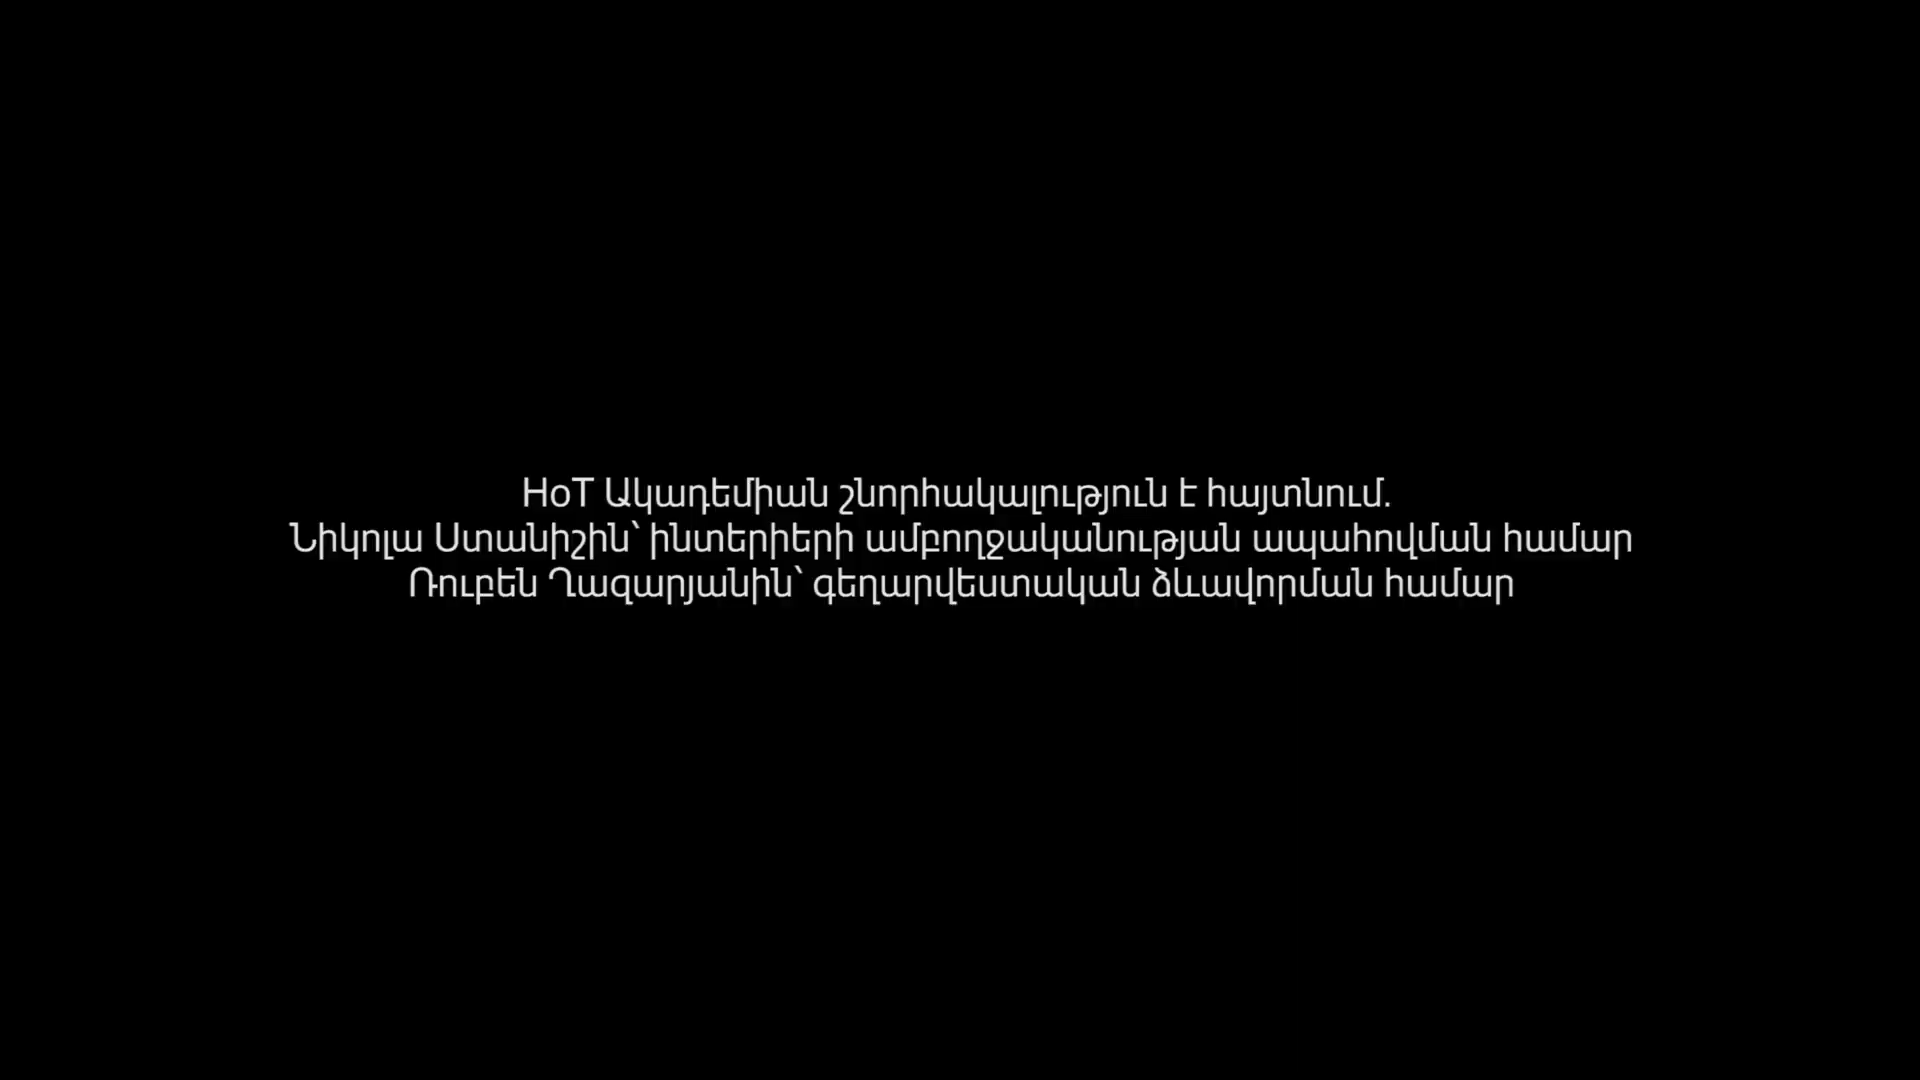 HoT Ակադեմիան շնորհակալություն է հայտնում.
Նիկոլա Ստանիշին՝ ինտերիերի ամբողջականության ապահովման համար
Ռուբեն Ղազարյանին՝ գեղարվեստական ձևավորման համար